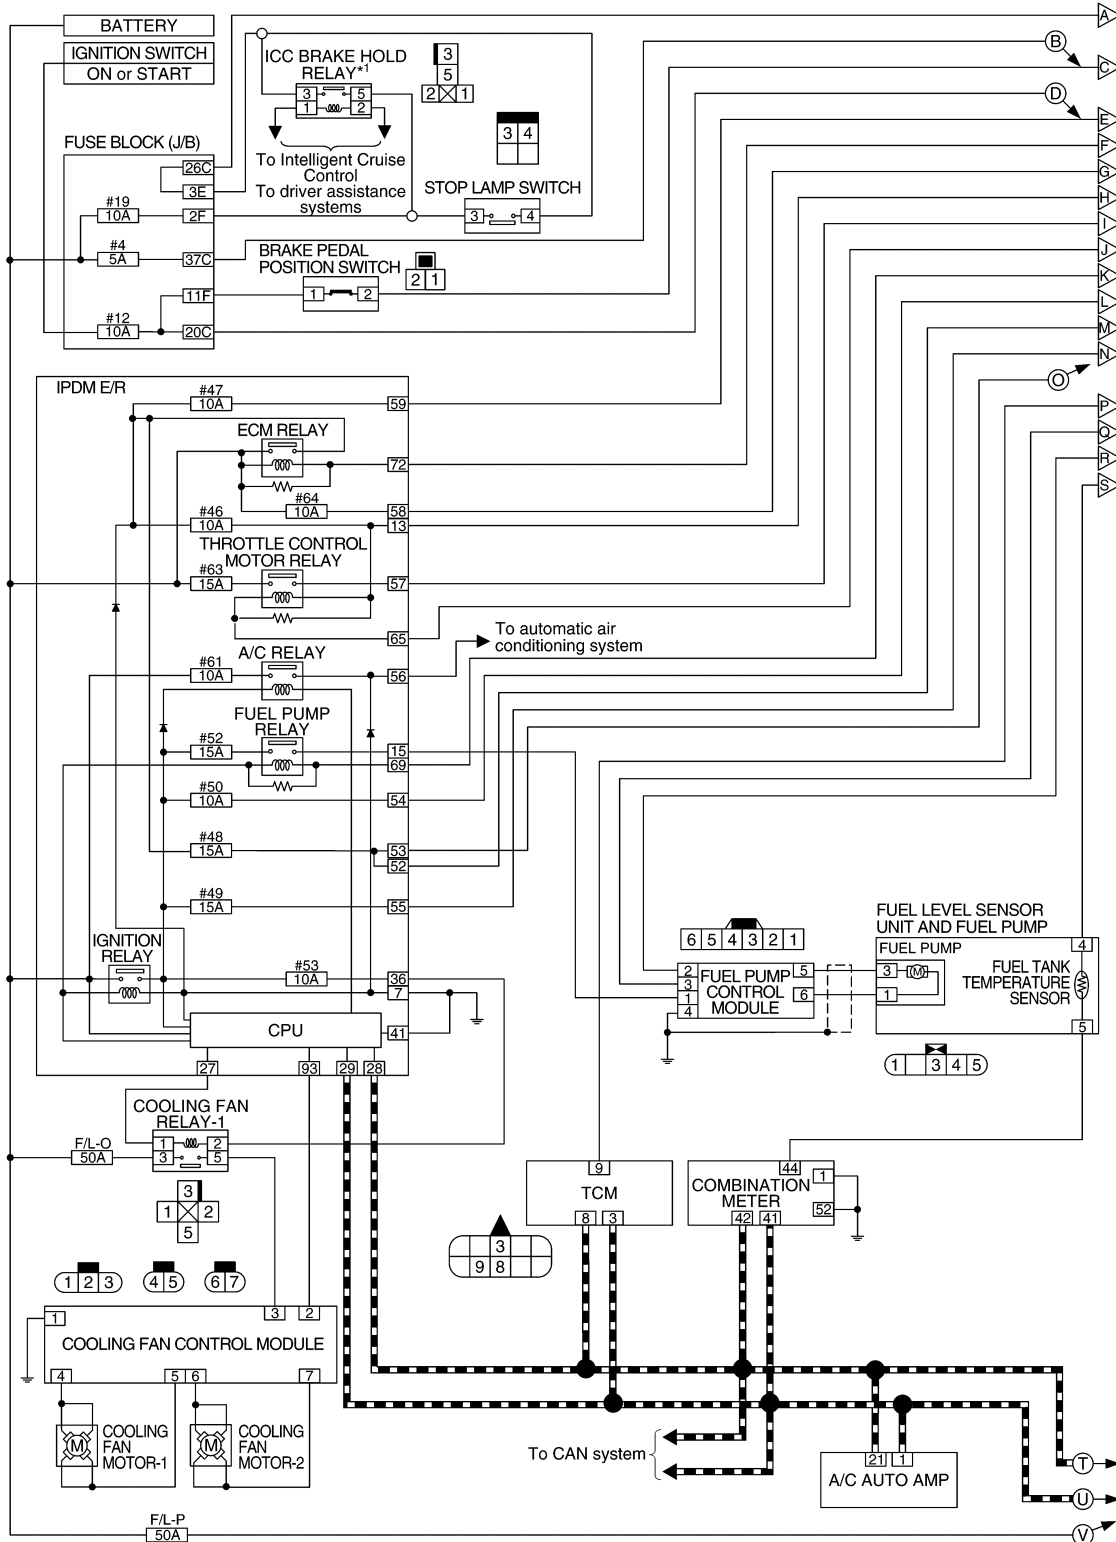 BATTERY
IGNITION SWITCH
ON or START
A
B
C
D
E
F
G
H
I
J
K
L
M
N
O
P
Q
R
S
ICC BRAKE HOLD
RELAY*1
3 5
1 2
3
5
2 1
3 4
To Intelligent Cruise
Control
To driver assistance
systems
STOP LAMP SWITCH
3 4
FUSE BLOCK (J/B)
26C
3E
#19
10A 2F
#4
5A 37C
11F
#12
10A 20C
BRAKE PEDAL
POSITION SWITCH
1 2
2 1
IPDM E/R
#47
10A 59
ECM RELAY
72
#64
10A 58
#46
10A 13
THROTTLE CONTROL
MOTOR RELAY
#63
15A 57
65
To automatic air
conditioning system
A/C RELAY
#61
10A 56
FUEL PUMP
RELAY
#52
15A 15
69
#50
10A 54
#48
15A 53
52
#49
15A 55
IGNITION
RELAY
#53
10A 36
7
CPU
41
27 93 29 28
6 5 4 3 2 1
2 5
3 6
1
4
FUEL PUMP
CONTROL
MODULE
FUEL LEVEL SENSOR
UNIT AND FUEL PUMP
FUEL PUMP
3 M
1
4
FUEL TANK
TEMPERATURE
SENSOR
5
1 3 4 5
COOLING FAN
RELAY-1
F/L-O
50A
1 2
3 5
3
1 2
5
9
TCM
8 3
3
9 8
44
COMBINATION
METER
1
52
42 41
1 2 3
4 5
6 7
1
3 2
COOLING FAN CONTROL MODULE
4 5 6 7
M
COOLING
FAN
MOTOR-1
M
COOLING
FAN
MOTOR-2
To CAN system
21 1
A/C AUTO AMP
T
U
F/L-P
50A
V